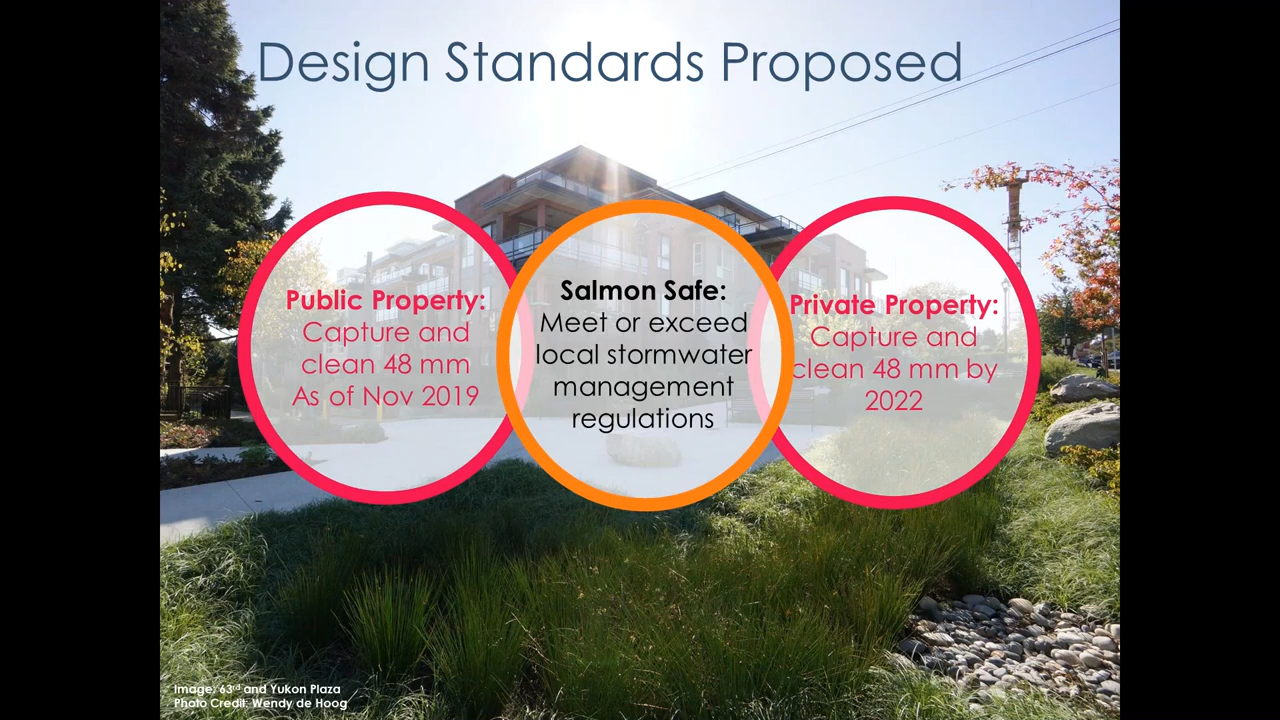 Design Standards Proposed
Public Property:
Capture and
clean 48 mm
As of Nov 2019
Salmon Safe:
Meet or exceed
local stormwater
management
regulations
Private Property:
Capture and
clean 48 mm by
2022
Image: 63rd and Yukon Plaza
Photo Credit: Wendy de Hoog